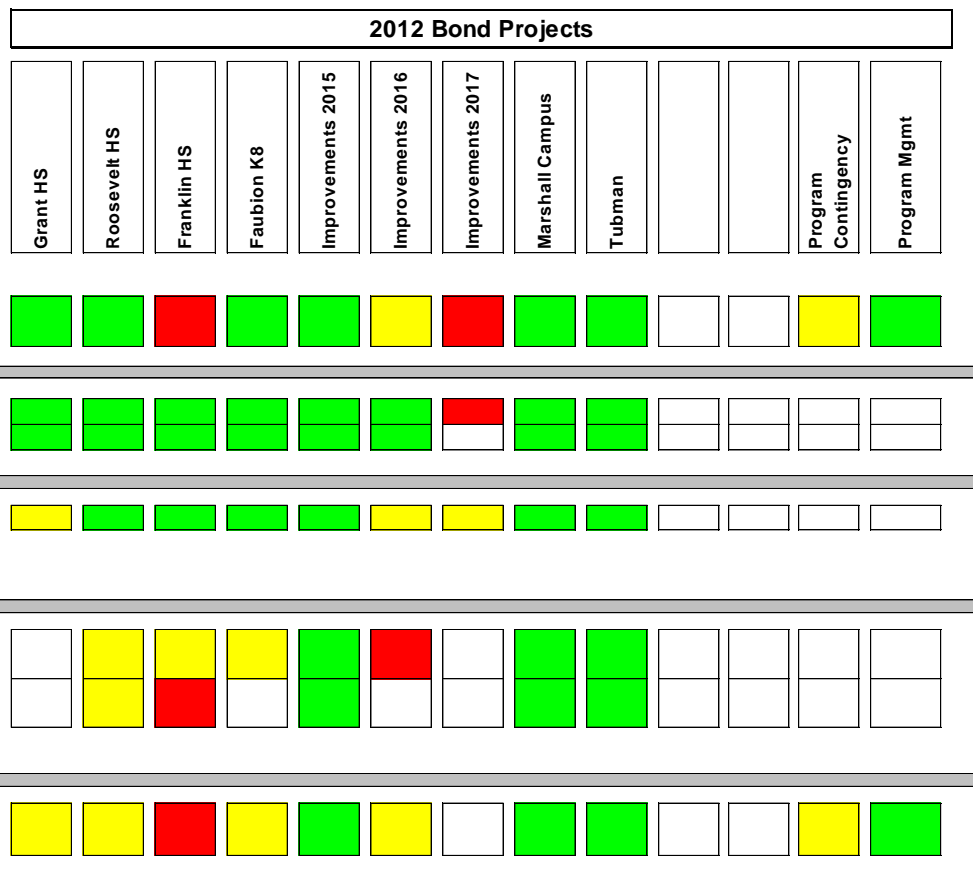 2012 Bond Projects
Grant HS
Roosevelt HS
Franklin HS
Faubion K8
Improvements 2015
Improvements 2016
Improvements 2017
Marshall Campus
Tubman
Program
Contingency
Program Mgmt